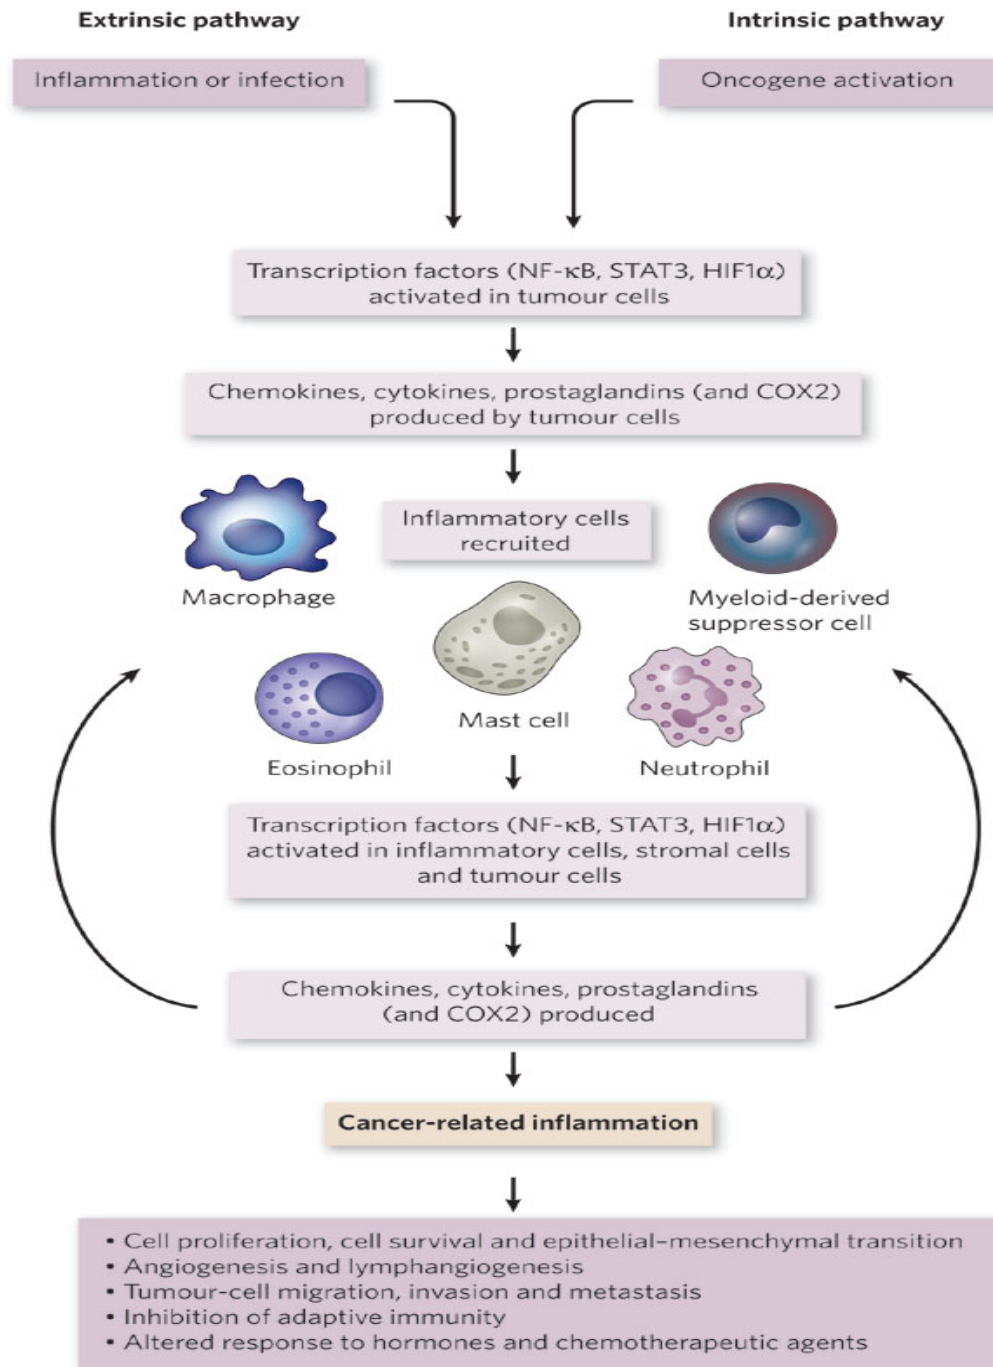 Extrinsic pathway
Intrinsic pathway
Inflammation or infection
Oncogene activation
Transcription factors (NF-κB, STAT3, HIF1α)
activated in tumour cells
Chemokines, cytokines, prostaglandins (and COX2)
produced by tumour cells
Inflammatory cells
recruited
Macrophage
Myeloid-derived
suppressor cell
Mast cell
Eosinophil
Neutrophil
Transcription factors (NF-κB, STAT3, HIF1α)
activated in inflammatory cells, stromal cells
and tumour cells
Chemokines, cytokines, prostaglandins
(and COX2) produced
Cancer-related inflammation
• Cell proliferation, cell survival and epithelial–mesenchymal transition
• Angiogenesis and lymphangiogenesis
• Tumour-cell migration, invasion and metastasis
• Inhibition of adaptive immunity
• Altered response to hormones and chemotherapeutic agents